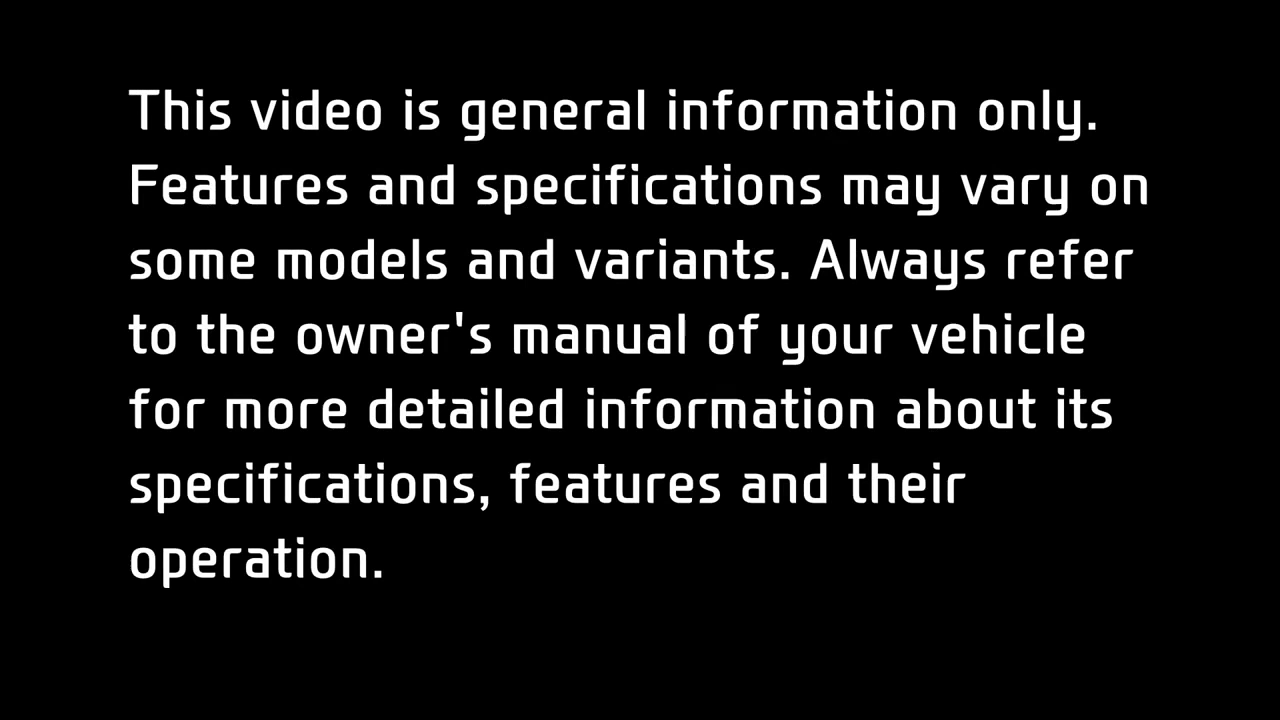 This video is general information only.
Features and specifications may vary on
some models and variants. Always refer
to the owner's manual of your vehicle
for more detailed information about its
specifications, features and their
operation.